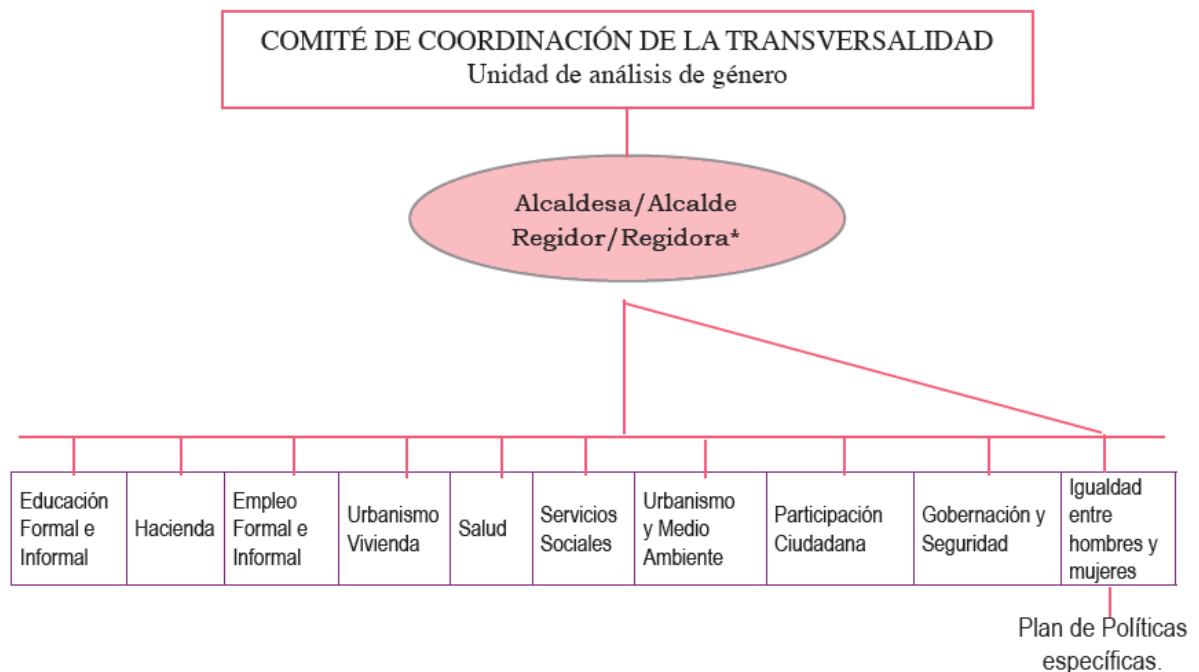 COMITÉ DE COORDINACIÓN DE LA TRANSVERSALIDAD
Unidad de análisis de género
Alcaldesa/Alcalde
Regidor/Regidora*
Educación
Formal e
Informal
Hacienda
Empleo
Formal e
Informal
Urbanismo
Vivienda
Salud
Servicios
Sociales
Urbanismo
y Medio
Ambiente
Participación
Ciudadana
Gobernación y
Seguridad
Igualdad
entre
hombres y
mujeres
Plan de Políticas
específicas.